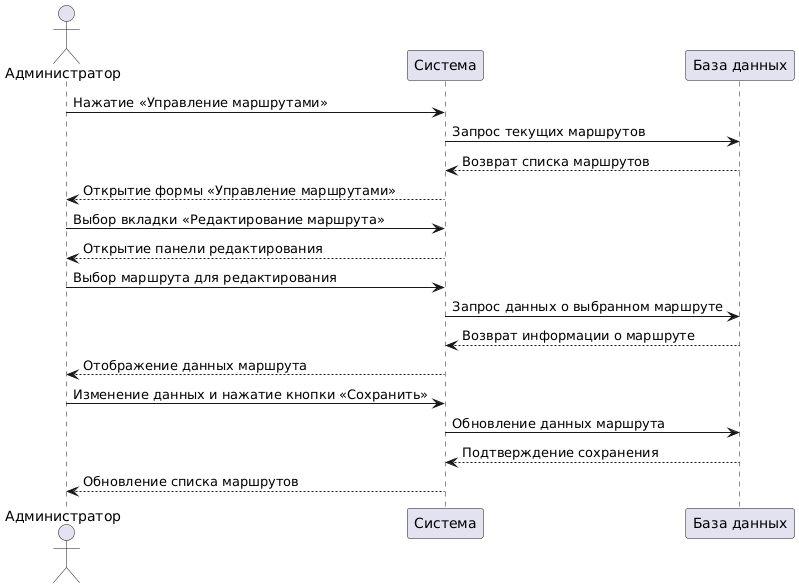 Администратор
Система
База данных
Нажатие «Управление маршрутами»
Запрос текущих маршрутов
Возврат списка маршрутов
Открытие формы «Управление маршрутами»
Выбор вкладки «Редактирование маршрута»
Открытие панели редактирования
Выбор маршрута для редактирования
Запрос данных о выбранном маршруте
Возврат информации о маршруте
Отображение данных маршрута
Изменение данных и нажатие кнопки «Сохранить»
Обновление данных маршрута
Подтверждение сохранения
Обновление списка маршрутов
Администратор
Система
База данных